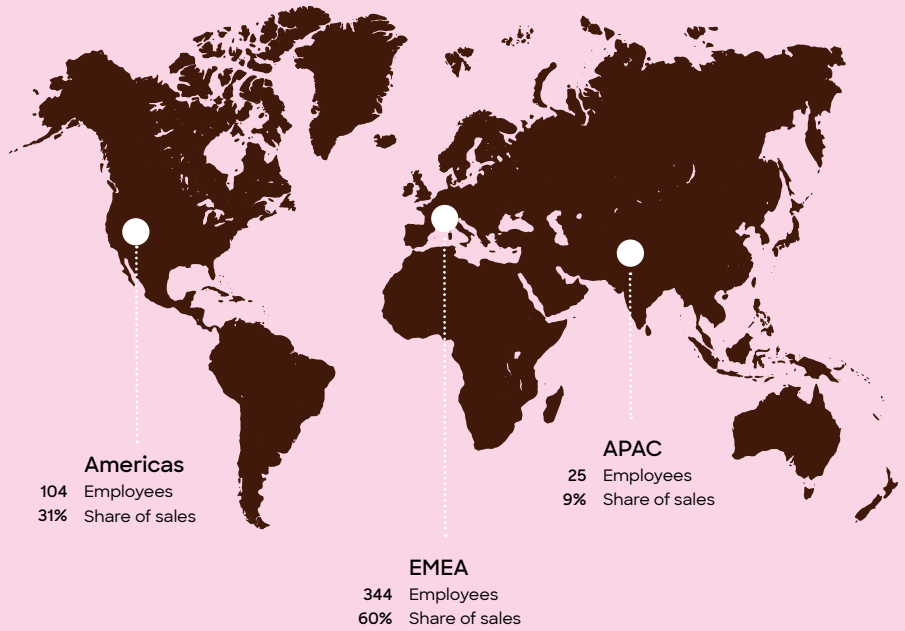 Americas
104 Employees
31% Share of sales
APAC
25 Employees
9% Share of sales
EMEA
344 Employees
60% Share of sales